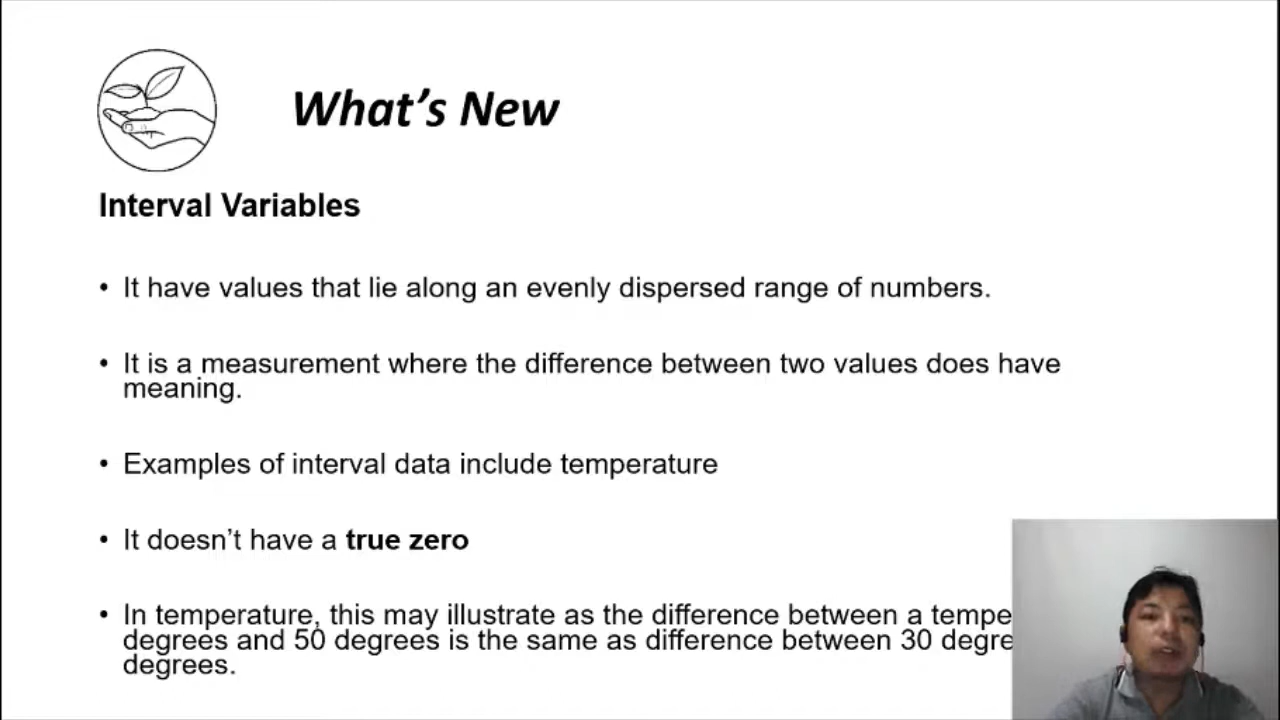 What's New
Interval Variables
• It have values that lie along an evenly dispersed range of numbers.
• It is a measurement where the difference between two values does have
meaning.
• Examples of interval data include temperature
• It doesn't have a true zero
• In temperature, this may illustrate as the difference between a
degrees and 50 degrees is the same as difference between 30
degrees.